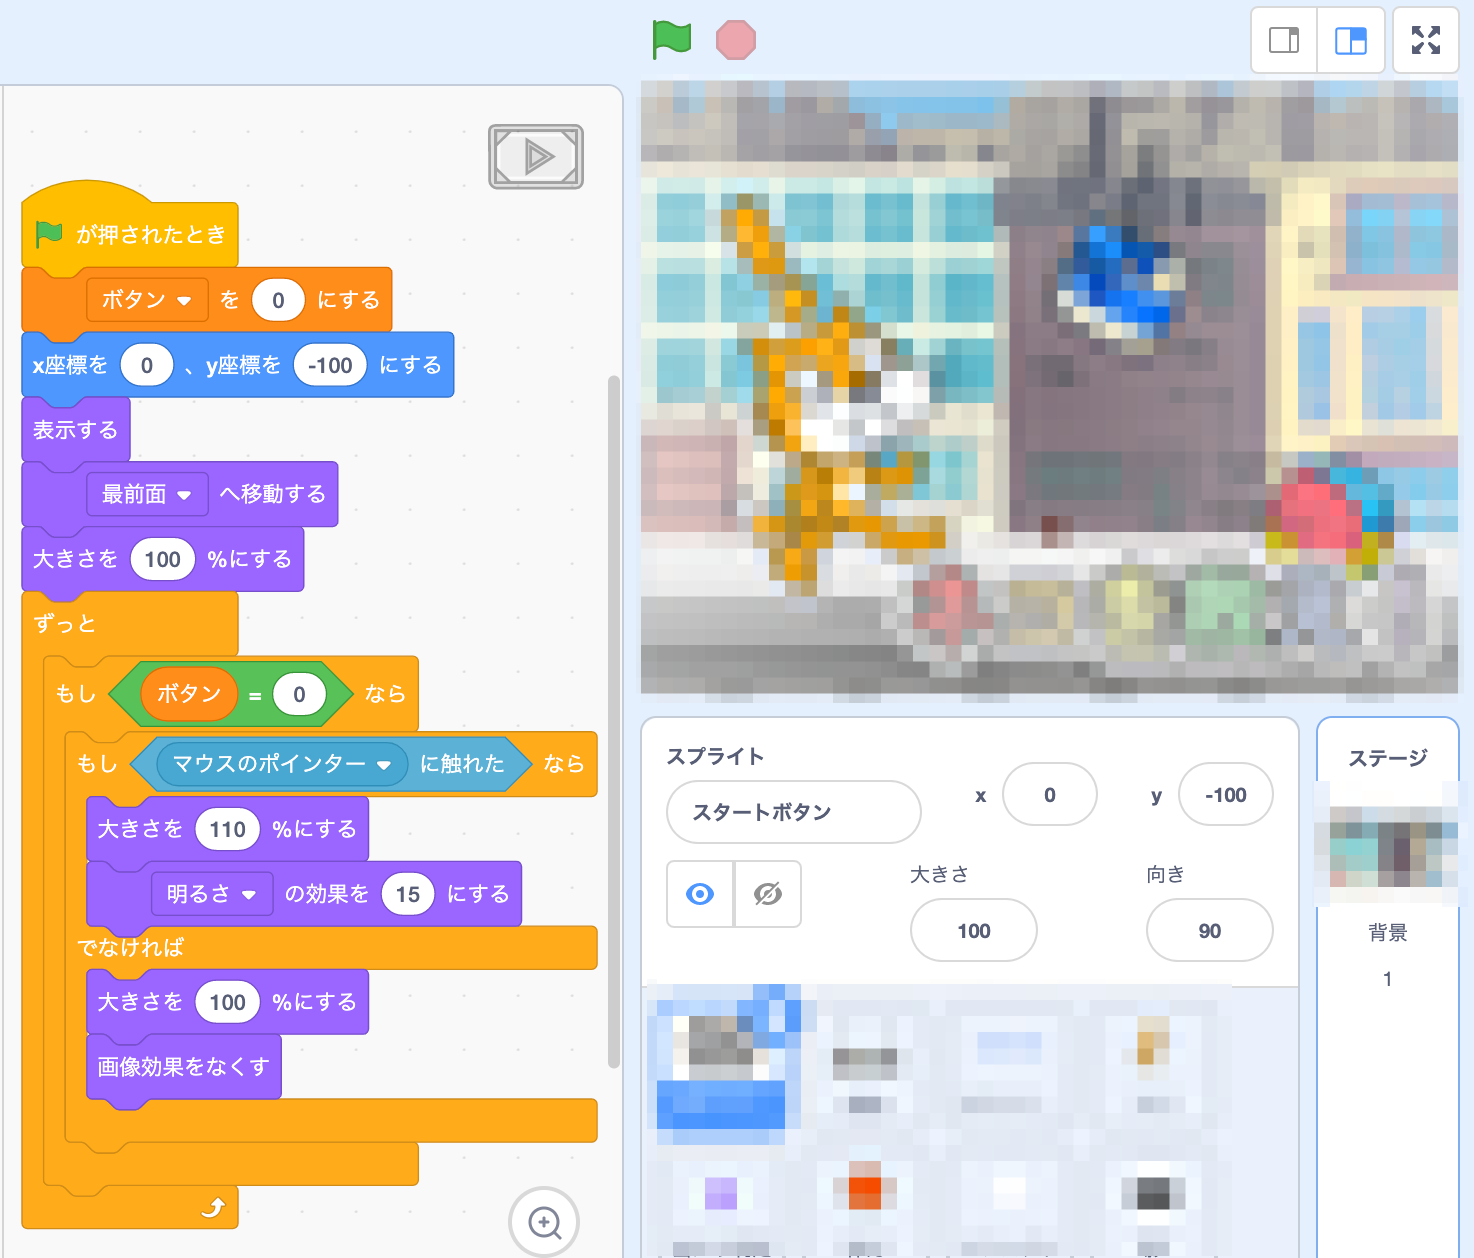 が押されたとき
ボタン を 0 にする
x座標を 0 、y座標を -100 にする
表示する
最前面 へ移動する
大きさを 100 %にする
ずっと
もし ボタン = 0 なら
もし マウスのポインター に触れた なら
大きさを 110 %にする
明るさ の効果を 15 にする
でなければ
大きさを 100 %にする
画像効果をなくす
スプライト
スタートボタン
x 0 y -100
大きさ 向き
100 90
ステージ
背景
1